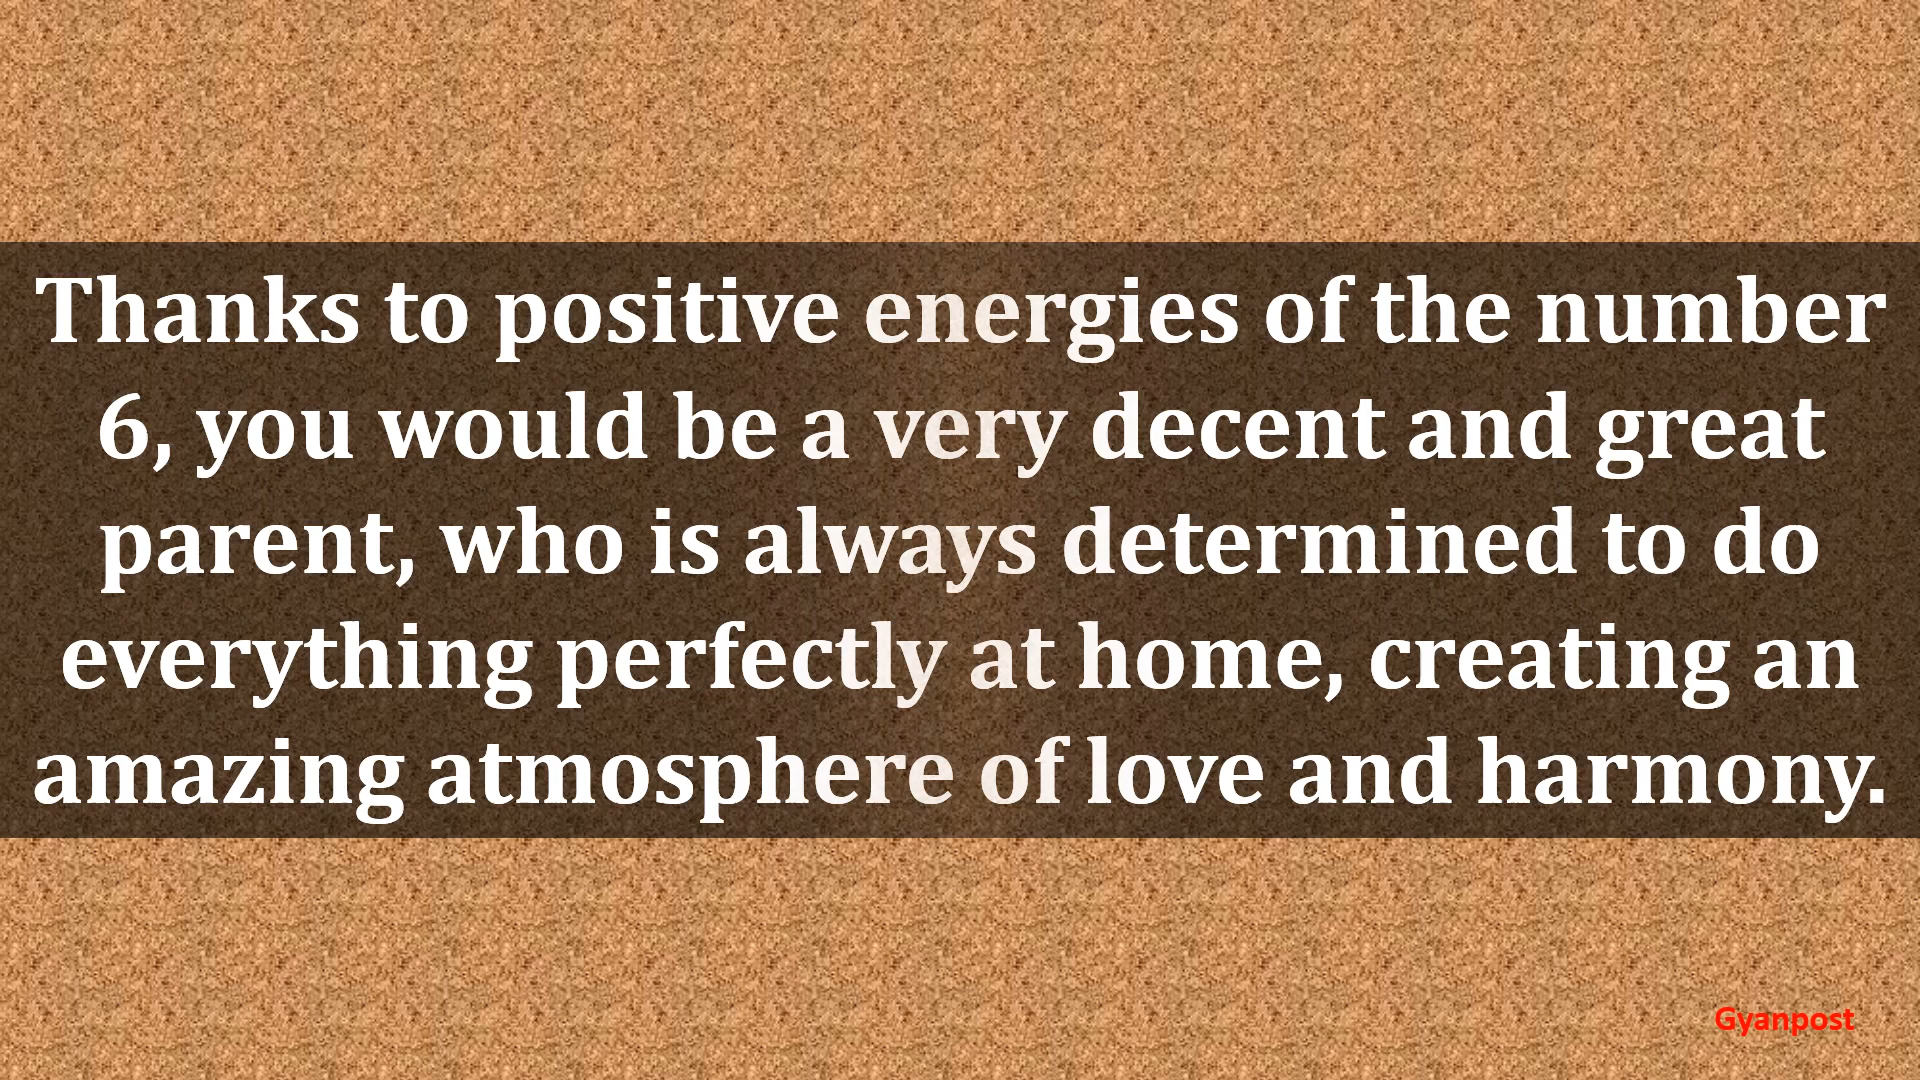 Thanks to positive energies of the number
6, you would be a very decent and great
parent, who is always determined to do
everything perfectly at home, creating an
amazing atmosphere of love and harmony.
Gyanpost